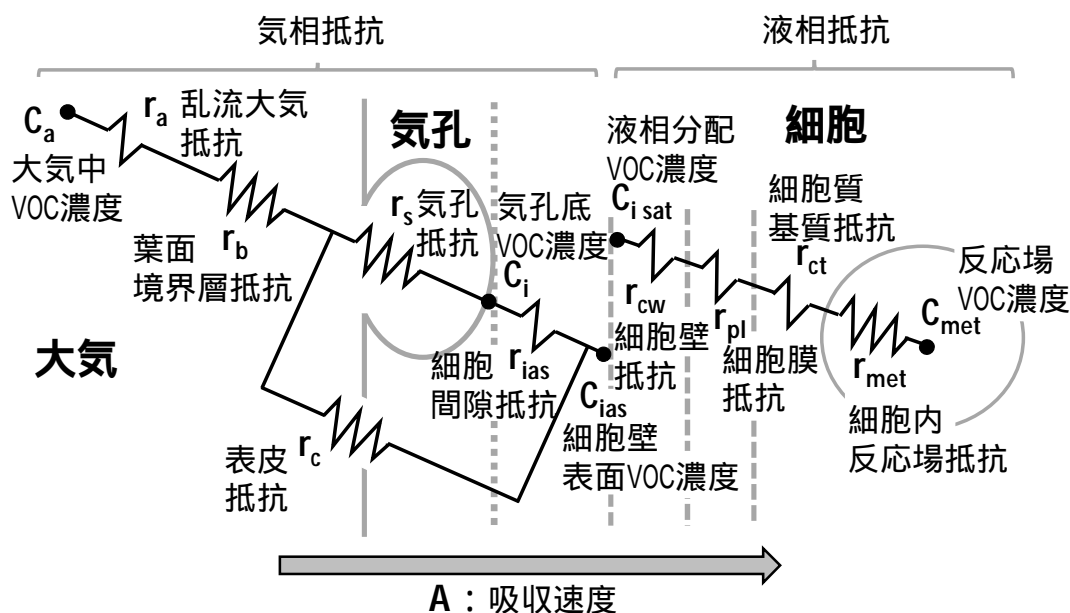 気相抵抗
液相抵抗
Ca
大気中
VOC濃度
ra 乱流大気
抵抗
気孔
rs 気孔
抵抗
気孔底
VOC濃度
Ci
液相分配
VOC濃度
Ci sat
細胞
細胞質
基質抵抗
rct
反応場
VOC濃度
Cmet
葉面
境界層抵抗
rb
大気
細胞
間隙抵抗
rias
rcw
細胞壁
抵抗
rpl
細胞膜
抵抗
rmet
細胞内
反応場抵抗
Cias
細胞壁
表面VOC濃度
表皮
抵抗
rc
A：吸収速度